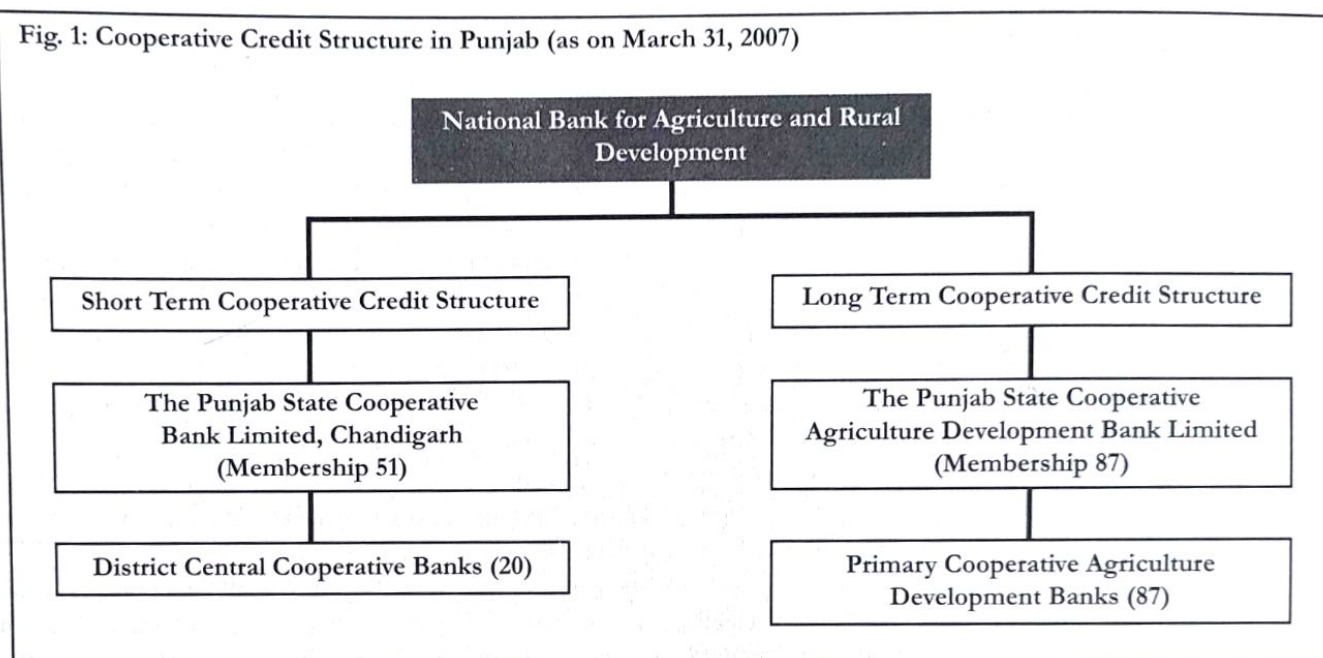 Fig. 1: Cooperative Credit Structure in Punjab (as on March 31, 2007)
National Bank for Agriculture and Rural
Development
Short Term Cooperative Credit Structure
The Punjab State Cooperative
Bank Limited, Chandigarh
(Membership 51)
District Central Cooperative Banks (20)
Long Term Cooperative Credit Structure
The Punjab State Cooperative
Agriculture Development Bank Limited
(Membership 87)
Primary Cooperative Agriculture
Development Banks (87)